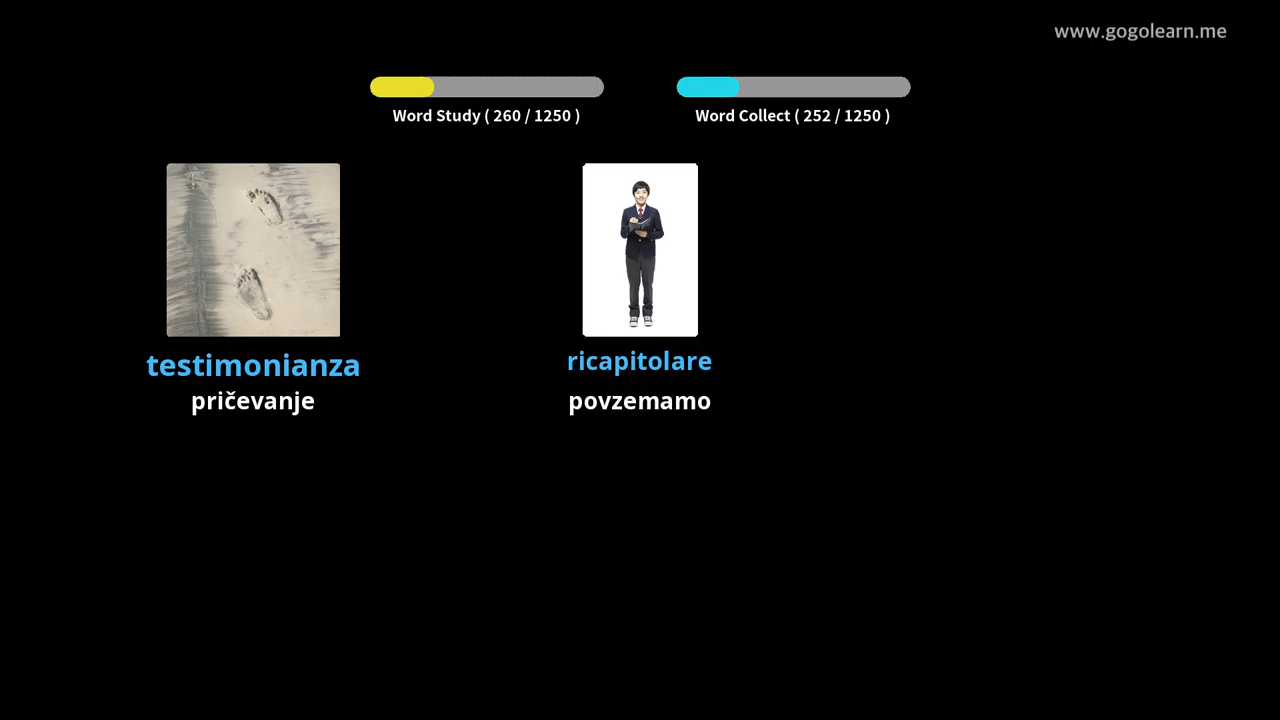 www.gogolearn.me
Word Study ( 260 / 1250 )
Word Collect ( 252 / 1250 )
testimonianza
pričevanje
ricapitolare
povzemamo